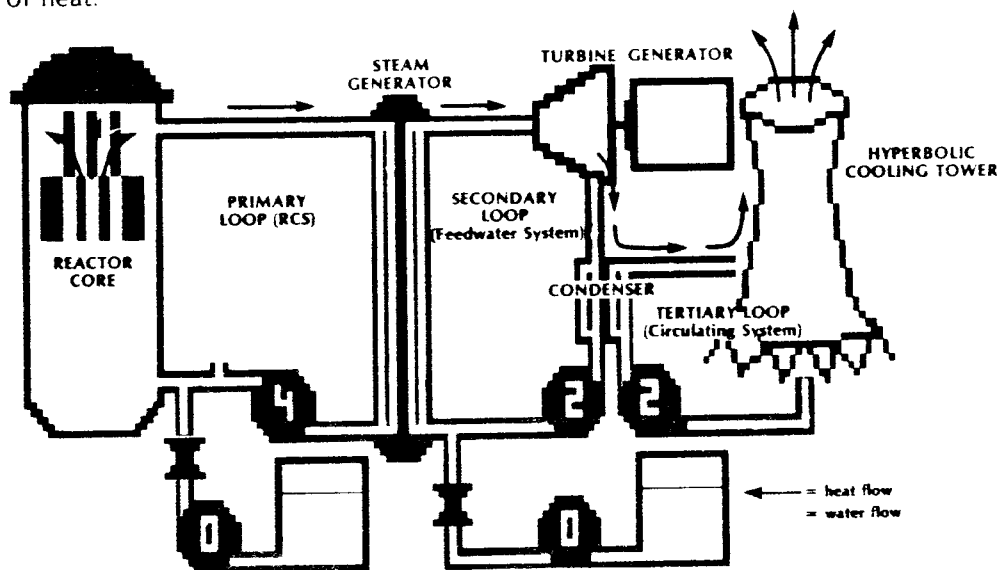 of heat.
STEAM
GENERATOR
TURBINE GENERATOR
HYPERBOLIC
COOLING TOWER
PRIMARY
LOOP (RCS)
SECONDARY
LOOP
(Feedwater System)
REACTOR
CORE
CONDENSER
TERTIARY LOOP
(Circulating System)
4
2
2
= heat flow
= water flow
1
1